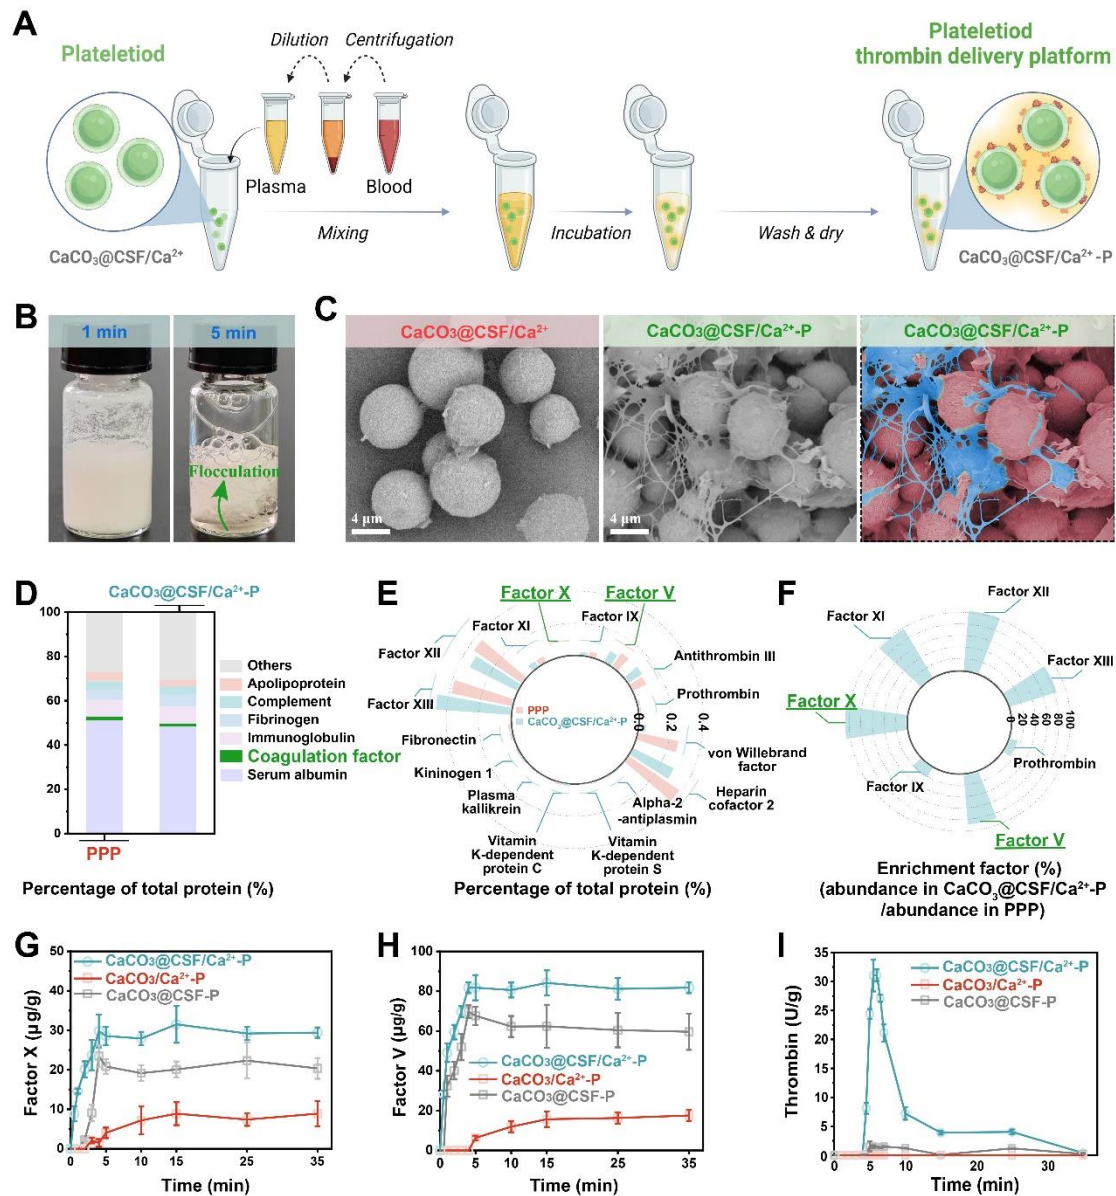 A
Plateletiod
Dilution
Centrifugation
Plateletiod
thrombin delivery platform
Plasma
Blood
CaCO₃@CSF/Ca²⁺
Mixing
Incubation
Wash & dry
CaCO₃@CSF/Ca²⁺-P
B
1 min
5 min
Flocculation
C
CaCO₃@CSF/Ca²⁺
CaCO₃@CSF/Ca²⁺-P
CaCO₃@CSF/Ca²⁺-P
4 μm
4 μm
D
CaCO₃@CSF/Ca²⁺-P
100
80
60
40
20
0
Others
Apolipoprotein
Complement
Fibrinogen
Immunoglobulin
Coagulation factor
Serum albumin
PPP
Percentage of total protein (%)
E
Factor X
Factor V
Factor XI
Factor IX
Factor XII
Antithrombin III
Factor XIII
Prothrombin
PPP
CaCO₃@CSF/Ca²⁺-P
0.0
0.2
0.4
Fibronectin
von Willebrand
factor
Kininogen 1
Heparin
cofactor 2
Plasma
kallikrein
Alpha-2
-antiplasmin
Vitamin
K-dependent
protein C
Vitamin
K-dependent
protein S
Percentage of total protein (%)
F
Factor XII
Factor XI
Factor XIII
Factor X
0
20
40
60
80
100
Prothrombin
Factor IX
Factor V
Enrichment factor (%)
(abundance in CaCO₃@CSF/Ca²⁺-P
/abundance in PPP)
G
Factor X (μg/g)
50
40
30
20
10
0
CaCO₃@CSF/Ca²⁺-P
CaCO₃/Ca²⁺-P
CaCO₃@CSF-P
0
5
10
15
25
35
Time (min)
H
Factor V (μg/g)
100
80
60
40
20
0
CaCO₃@CSF/Ca²⁺-P
CaCO₃/Ca²⁺-P
CaCO₃@CSF-P
0
5
10
15
25
35
Time (min)
I
Thrombin (U/g)
35
30
25
20
15
10
5
0
CaCO₃@CSF/Ca²⁺-P
CaCO₃/Ca²⁺-P
CaCO₃@CSF-P
0
5
10
20
30
Time (min)